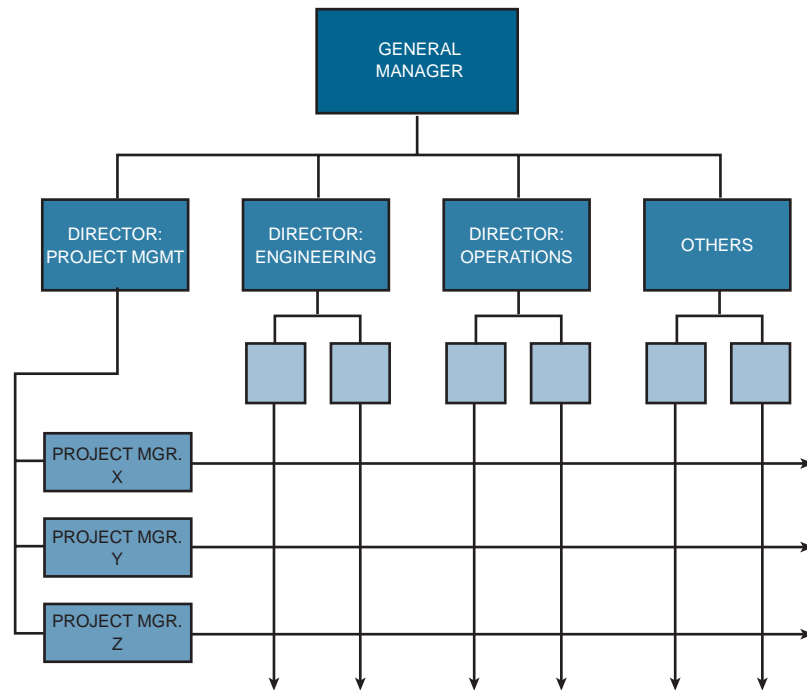 GENERAL
MANAGER
DIRECTOR:
PROJECT MGMT
DIRECTOR:
ENGINEERING
DIRECTOR:
OPERATIONS
OTHERS
PROJECT MGR.
X
PROJECT MGR.
Y
PROJECT MGR.
Z